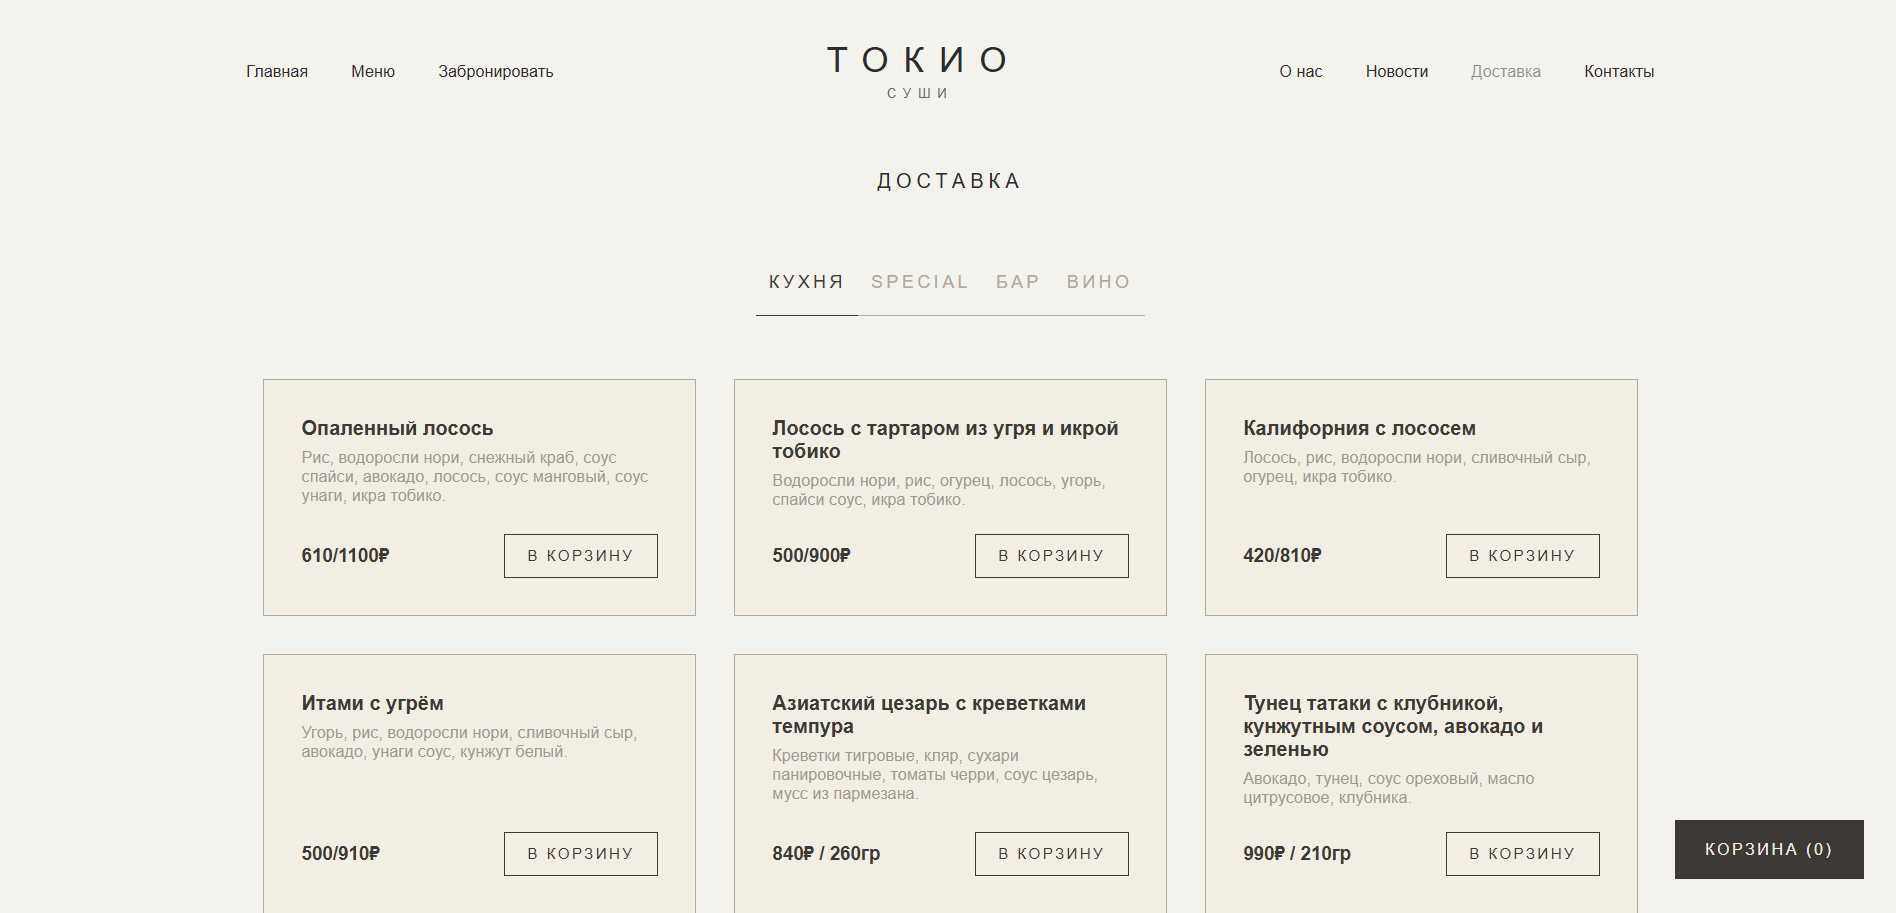 Главная Меню Забронировать
ТОКИО
СУШИ
О нас Новости Доставка Контакты
ДОСТАВКА
КУХНЯ SPECIAL БАР ВИНО
Опаленный лосось
Рис, водоросли нори, снежный краб, соус
спайси, авокадо, лосось, соус манговый, соус
унаги, икра тобико.
610/1100₽
В КОРЗИНУ
Лосось с тартаром из угря и икрой
тобико
Водоросли нори, рис, огурец, лосось, угорь,
спайси соус, икра тобико.
500/900₽
В КОРЗИНУ
Калифорния с лососем
Лосось, рис, водоросли нори, сливочный сыр,
огурец, икра тобико.
420/810₽
В КОРЗИНУ
Итами с угрём
Угорь, рис, водоросли нори, сливочный сыр,
авокадо, унаги соус, кунжут белый.
500/910₽
В КОРЗИНУ
Азиатский цезарь с креветками
темпура
Креветки тигровые, кляр, сухари
панировочные, томаты черри, соус цезарь,
мусс из пармезана.
840₽ / 260гр
В КОРЗИНУ
Тунец татаки с клубникой,
кунжутным соусом, авокадо и
зеленью
Авокадо, тунец, соус ореховый, масло
цитрусовое, клубника.
990₽ / 210гр
В КОРЗИНУ
КОРЗИНА (0)